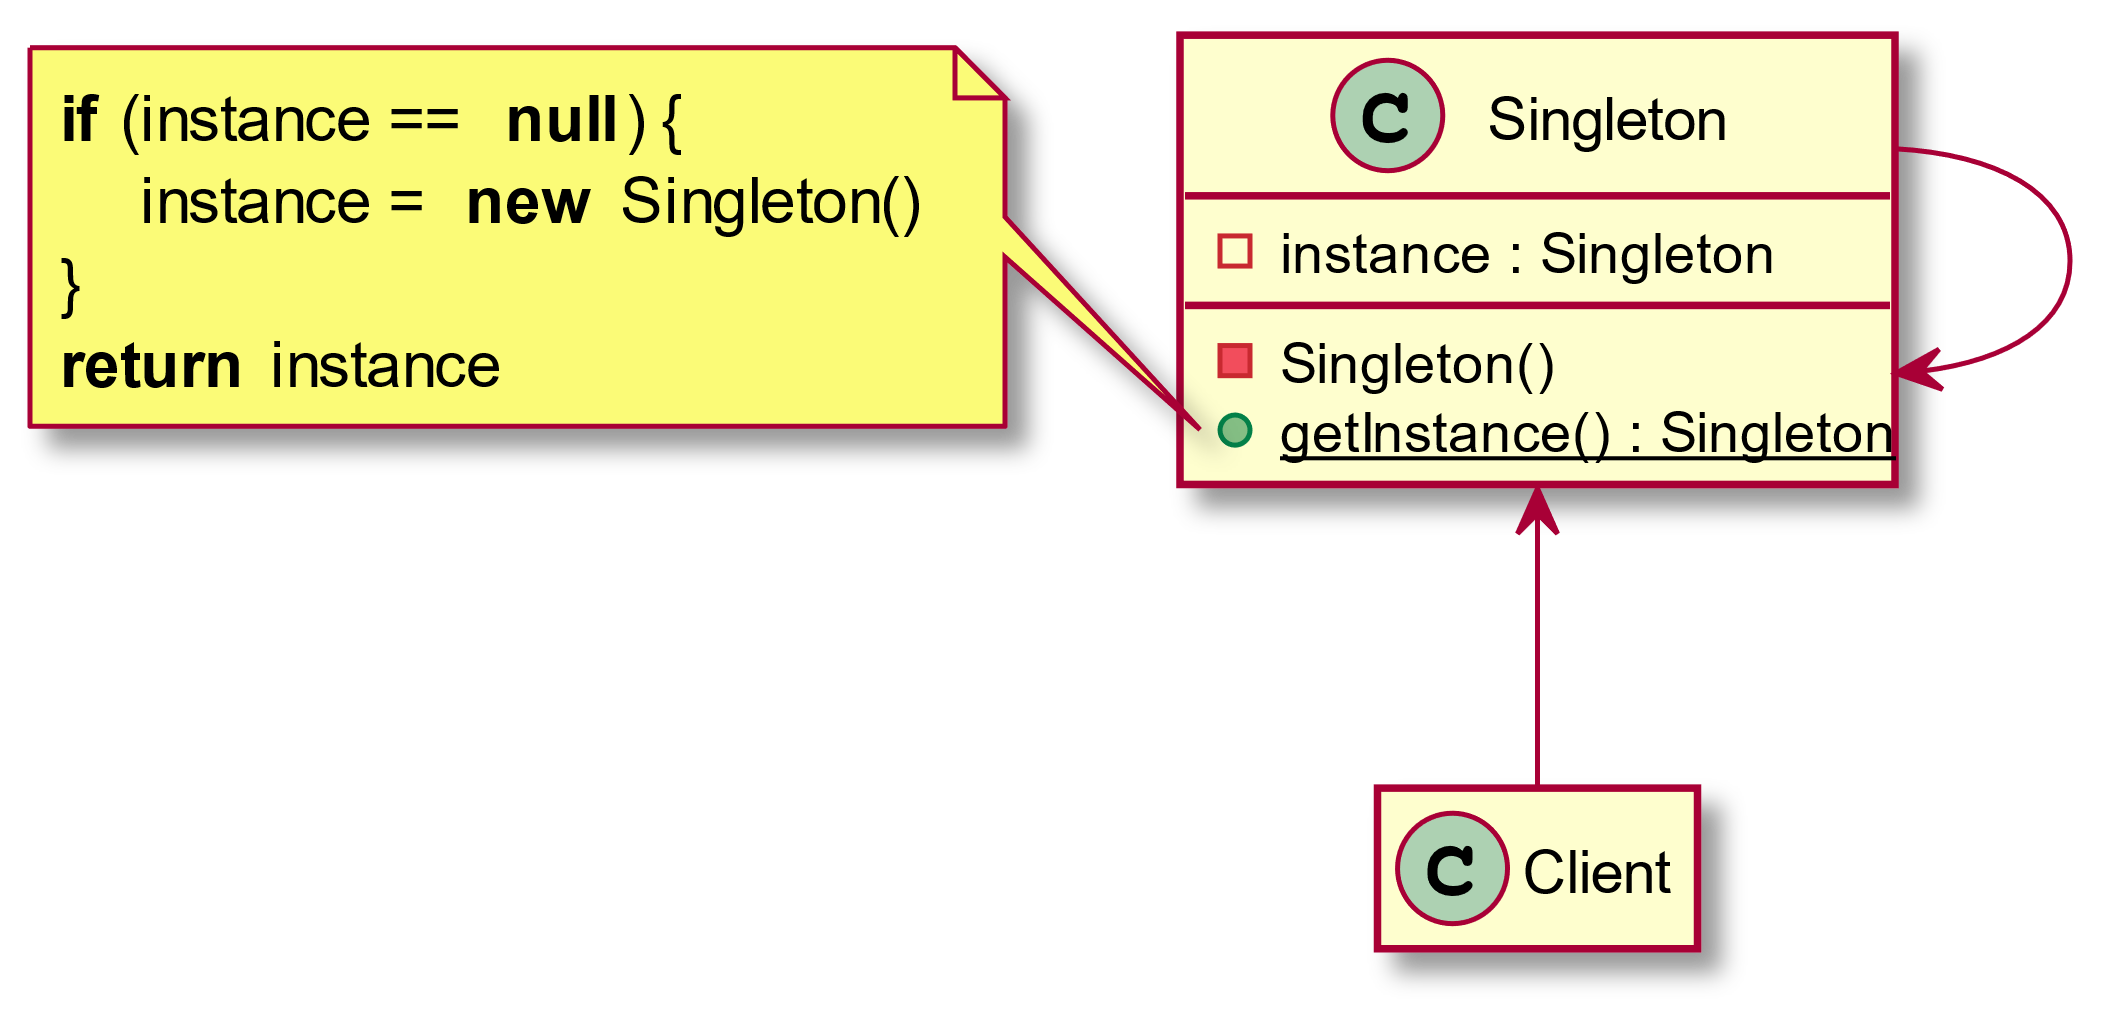 if (instance == null) {
instance = new Singleton()
}
return instance
C Singleton
instance : Singleton
Singleton()
getInstance() : Singleton
C Client